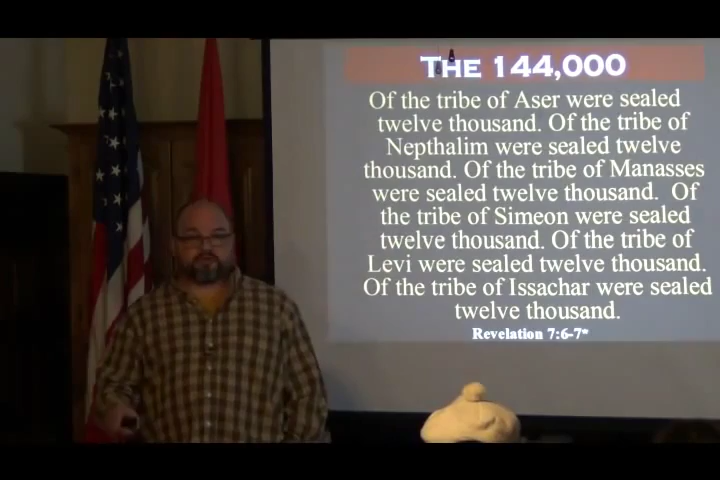 THE 144,000
Of the tribe of Aser were sealed
twelve thousand. Of the tribe of
Nepthalim were sealed twelve
thousand. Of the tribe of Manasses
were sealed twelve thousand. Of
the tribe of Simeon were sealed
twelve thousand. Of the tribe of
Levi were sealed twelve thousand.
Of the tribe of Issachar were sealed
twelve thousand.
Revelation 7:6-7*